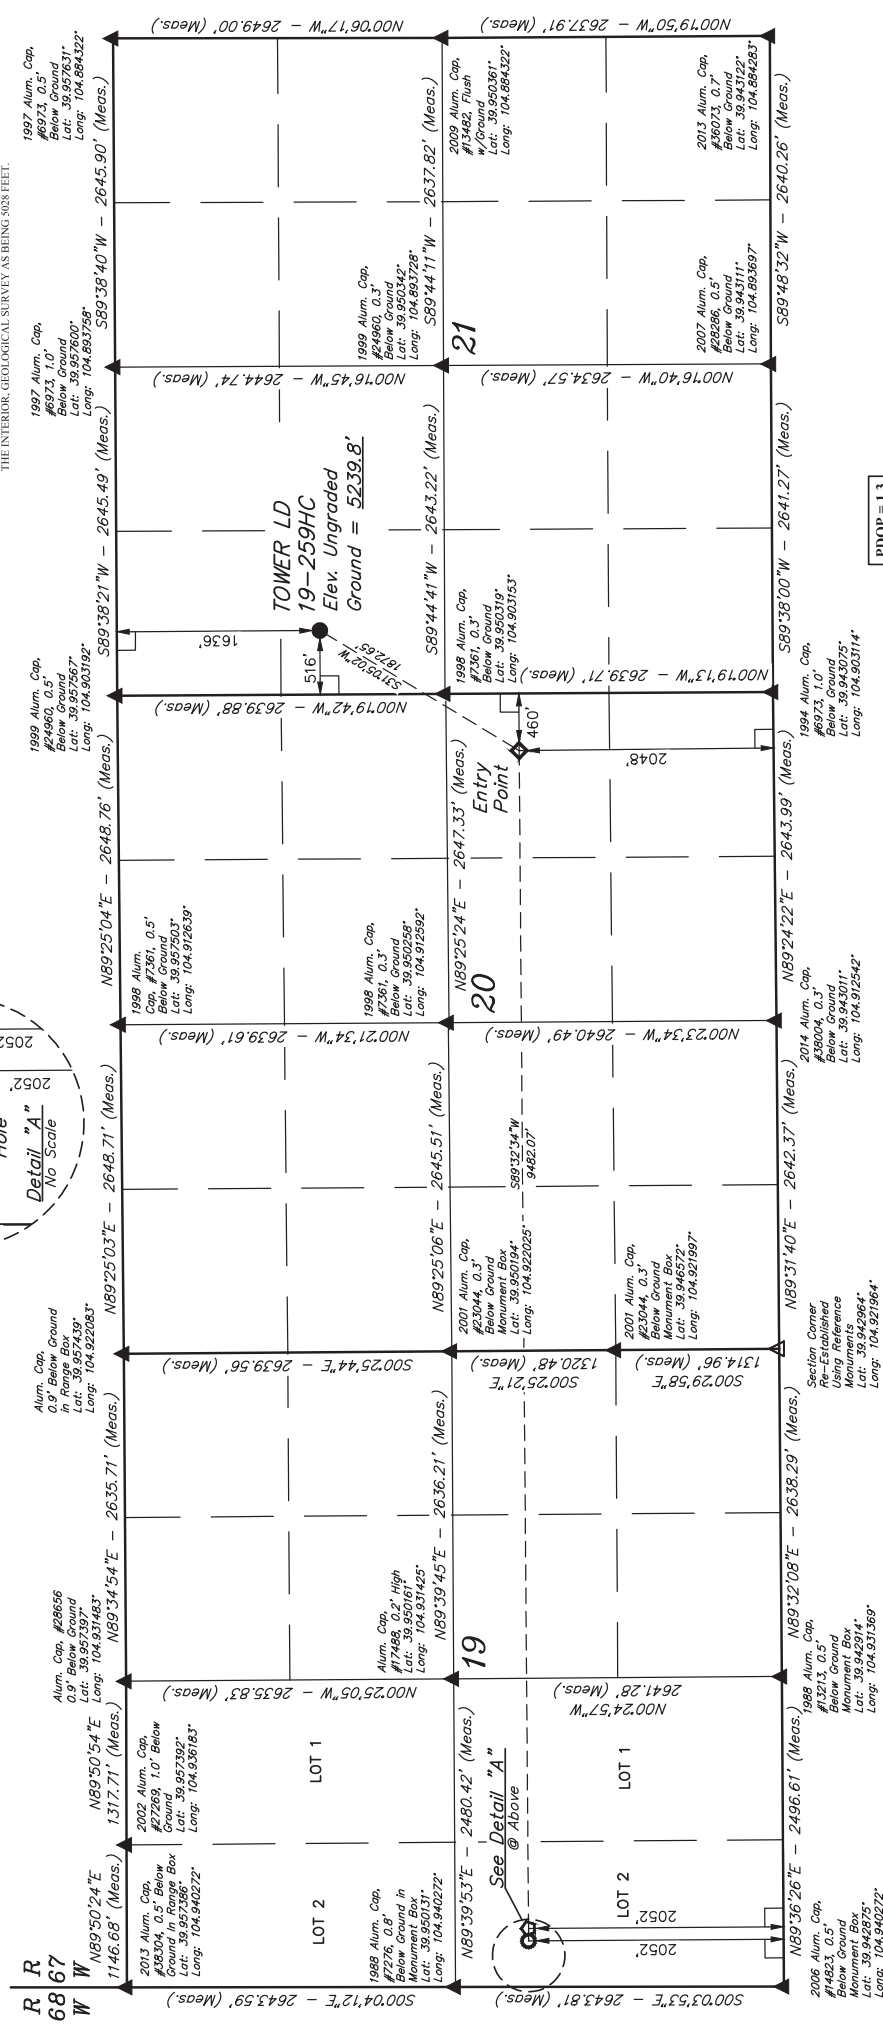 THE INTERIOR, GEOLOGICAL SURVEY AS BEING 5028 FEET.
2052'
2052'
Hole
Detail "A"
No Scale
R R
68 67
W W
N89°50'24"E
1146.68' (Meas.)
N89°50'54"E
1317.71' (Meas.)
N89°34'54"E - 2635.71' (Meas.)
N89°25'03"E - 2648.71' (Meas.)
N89°25'04"E - 2648.76' (Meas.)
S89°38'21"W - 2645.49' (Meas.)
S89°38'40"W - 2645.90' (Meas.)
2013 Alum. Cap,
#38304, 0.5' Below
Ground In Range Box
Lat: 39.957386°
Long: 104.940272°
2002 Alum. Cap,
#27269, 1.0' Below
Ground
Lat: 39.957392°
Long: 104.936183°
Alum. Cap, #28656
0.9' Below Ground
Lat: 39.957397°
Long: 104.931483°
Alum. Cap,
0.9' Below Ground
in Range Box
Lat: 39.957439°
Long: 104.922083°
1998 Alum.
Cap, #7361, 0.5'
Below Ground
Lat: 39.957503°
Long: 104.912639°
1999 Alum. Cap,
#24960, 0.5'
Below Ground
Lat: 39.957567°
Long: 104.903192°
1997 Alum. Cap,
#6973, 1.0'
Below Ground
Lat: 39.957600°
Long: 104.893758°
1997 Alum. Cap,
#6973, 0.5'
Below Ground
Lat: 39.957631°
Long: 104.884322°
S00°04'12"E - 2643.59' (Meas.)
LOT 2
LOT 1
N00°25'05"W - 2635.83' (Meas.)
S00°25'44"E - 2639.56' (Meas.)
N00°21'34"W - 2639.61' (Meas.)
N00°19'42"W - 2639.88' (Meas.)
1636'
516'
S31°05'02"W
1872.65'
TOWER LD
19-259HC
Elev. Ungraded
Ground = 5239.8'
N00°16'45"W - 2644.74' (Meas.)
N00°06'17"W - 2649.00' (Meas.)
1988 Alum. Cap,
#7276, 0.8'
Below Ground in
Monument Box
Lat: 39.950131°
Long: 104.940272°
Alum. Cap,
#17488, 0.2' High
Lat: 39.950161°
Long: 104.931425°
2001 Alum. Cap,
#23044, 0.3'
Below Ground
Monument Box
Lat: 39.950194°
Long: 104.922025°
1998 Alum. Cap,
#7361, 0.3'
Below Ground
Lat: 39.950258°
Long: 104.912592°
1998 Alum. Cap,
#7361, 0.3'
Below Ground
Lat: 39.950319°
Long: 104.903153°
1999 Alum. Cap,
#24960, 0.3'
Below Ground
Lat: 39.950342°
Long: 104.893728°
2009 Alum. Cap,
#13482, Flush
w/Ground
Lat: 39.950361°
Long: 104.884322°
N89°39'53"E - 2480.42' (Meas.)
N89°39'45"E - 2636.21' (Meas.)
N89°25'06"E - 2645.51' (Meas.)
N89°25'24"E - 2647.33' (Meas.)
S89°44'41"W - 2643.22' (Meas.)
S89°44'11"W - 2637.82' (Meas.)
19
20
21
See Detail "A"
@ Above
S89°32'34"W
9482.07'
Entry
Point
460'
2048'
S00°03'53"E - 2643.81' (Meas.)
2052'
2052'
LOT 2
LOT 1
N00°24'57"W
2641.28' (Meas.)
S00°25'21"E
1320.48' (Meas.)
2001 Alum. Cap,
#23044, 0.3'
Below Ground
Monument Box
Lat: 39.946572°
Long: 104.921997°
S00°29'58"E
1314.96' (Meas.)
N00°23'34"W - 2640.49' (Meas.)
N00°19'13"W - 2639.71' (Meas.)
N00°16'40"W - 2634.57' (Meas.)
N00°19'50"W - 2637.91' (Meas.)
2007 Alum. Cap,
#28286, 0.5'
Below Ground
Lat: 39.943111°
Long: 104.893697°
2013 Alum. Cap,
#36073, 0.7'
Below Ground
Lat: 39.943122°
Long: 104.884283°
N89°36'26"E - 2496.61' (Meas.)
N89°32'08"E - 2638.29' (Meas.)
N89°31'40"E - 2642.37' (Meas.)
N89°24'22"E - 2643.99' (Meas.)
S89°38'00"W - 2641.27' (Meas.)
S89°48'32"W - 2640.26' (Meas.)
2006 Alum. Cap,
#14823, 0.5'
Below Ground
Monument Box
Lat: 39.942875°
Long: 104.940272°
1988 Alum. Cap,
#13213, 0.5'
Below Ground
Monument Box
Lat: 39.942914°
Long: 104.931369°
Section Corner
Re-Established
Using Reference
Monuments
Lat: 39.942964°
Long: 104.921964°
2014 Alum. Cap,
#38004, 0.3'
Below Ground
Lat: 39.943011°
Long: 104.912542°
1994 Alum. Cap,
#6973, 1.0'
Below Ground
Lat: 39.943075°
Long: 104.903114°
PDOP = 1.3